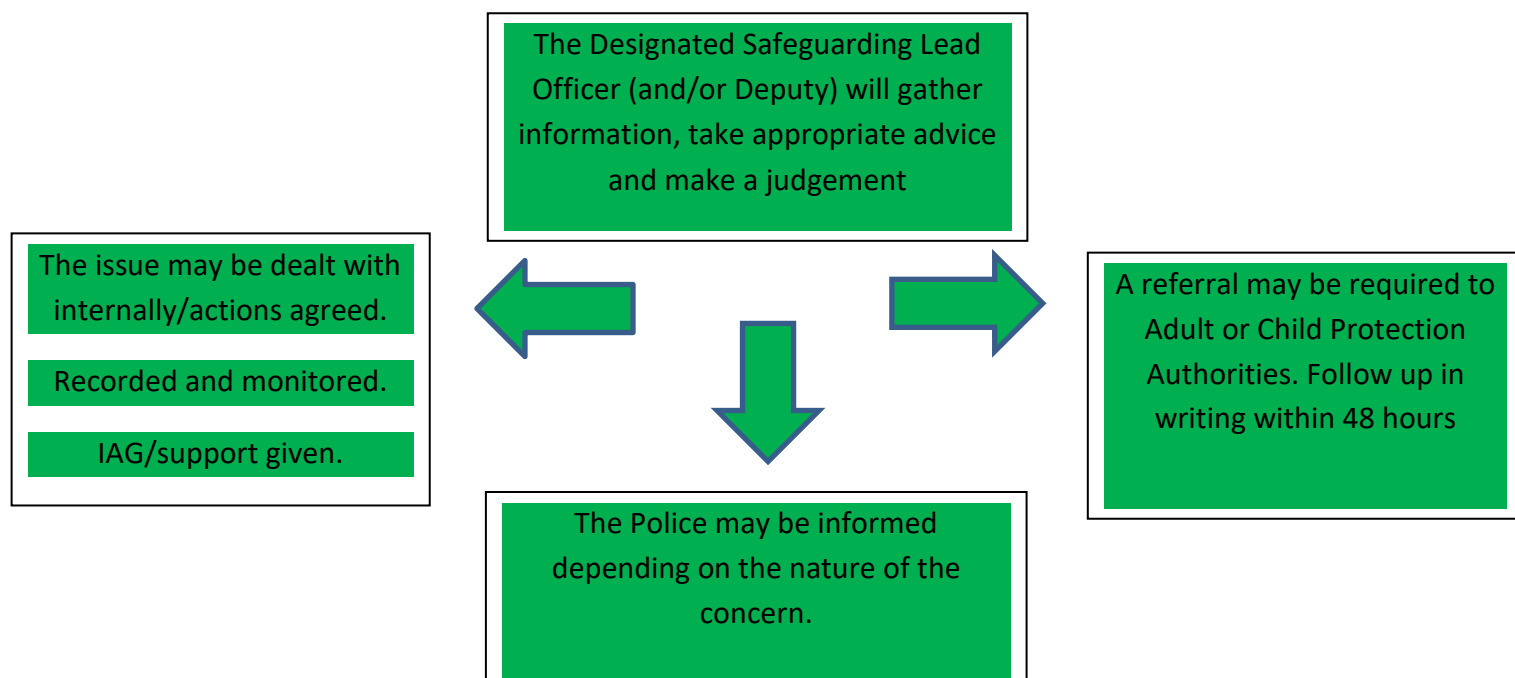 The Designated Safeguarding Lead
Officer (and/or Deputy) will gather
information, take appropriate advice
and make a judgement
The issue may be dealt with
internally/actions agreed.
Recorded and monitored.
IAG/support given.
A referral may be required to
Adult or Child Protection
Authorities. Follow up in
writing within 48 hours
The Police may be informed
depending on the nature of the
concern.